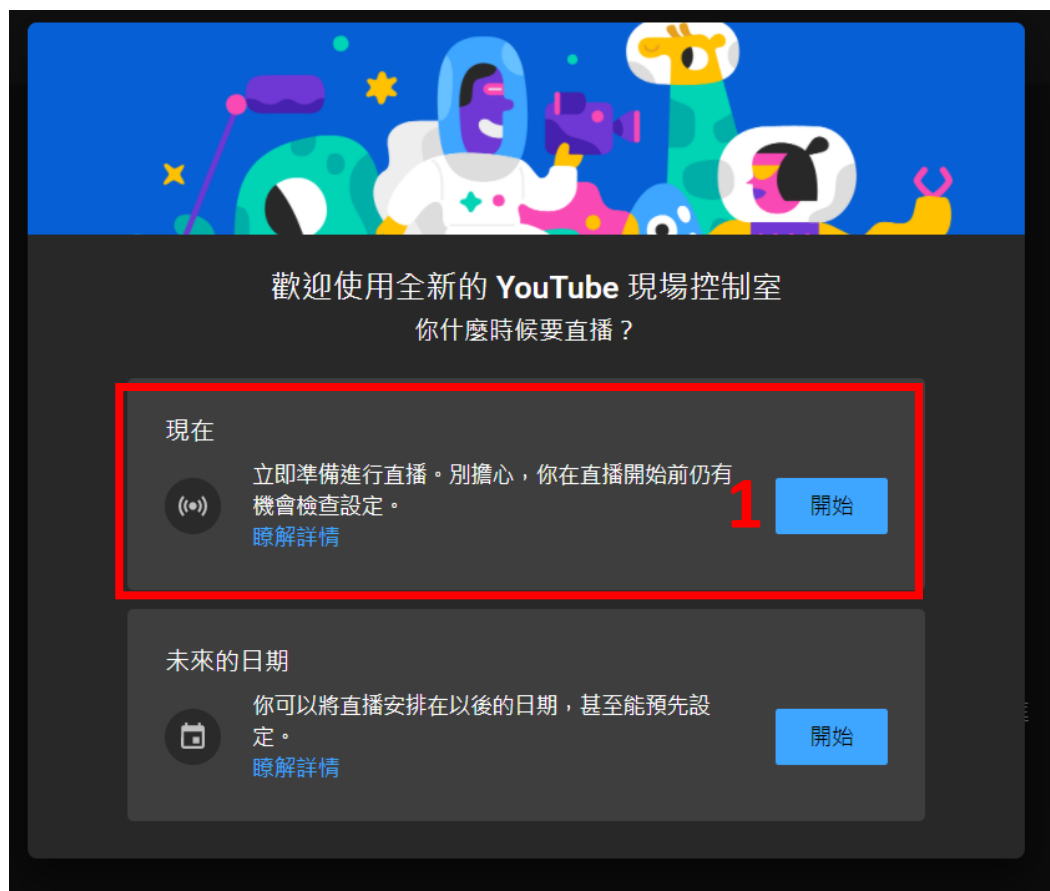 歡迎使用全新的 YouTube 現場控制室
你什麼時候要直播？
現在
立即準備進行直播。別擔心，你在直播開始前仍有
機會檢查設定。
瞭解詳情
1
開始
未來的日期
你可以將直播安排在以後的日期，甚至能預先設
定。
瞭解詳情
開始